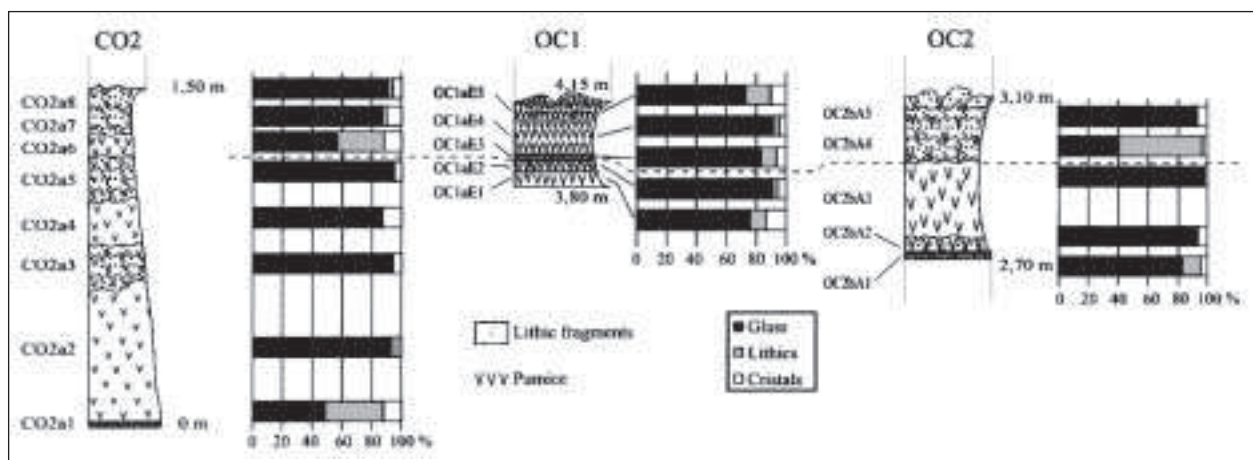 CO2
OC1
OC2
1,50 m
4,15 m
3,10 m
CO2a8
CO2a7
CO2a6
CO2a5
CO2a4
CO2a3
CO2a2
CO2a1
0 m
0 20 40 60 80 100 %
OC1aE5
OC1aE4
OC1aE3
OC1aE2
OC1aE1
3,80 m
0 20 40 60 80 100 %
OC2bA5
OC2bA4
OC2bA3
OC2bA2
OC2bA1
2,70 m
0 20 40 60 80 100 %
Lithic fragments
VVV Pumice
Glass
Lithics
Cristals